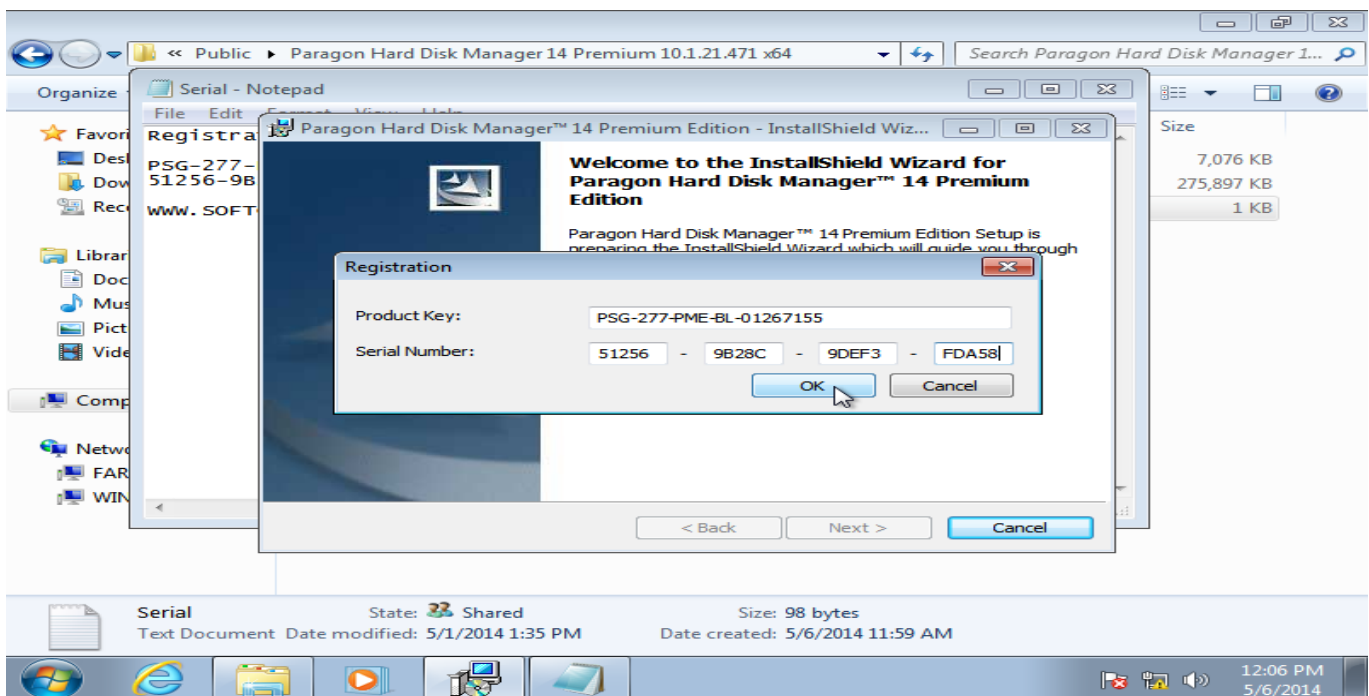 « Public ▸ Paragon Hard Disk Manager 14 Premium 10.1.21.471 x64
Search Paragon Hard Disk Manager 1...
Organize
Serial - Notepad
File Edit Format View Help
Size
Paragon Hard Disk Manager™ 14 Premium Edition - InstallShield Wiz...
Registra
PSG-277-
51256-9B
WWW.SOFT
Welcome to the InstallShield Wizard for
Paragon Hard Disk Manager™ 14 Premium
Edition
Paragon Hard Disk Manager™ 14 Premium Edition Setup is
preparing the InstallShield Wizard which will guide you through
7,076 KB
275,897 KB
1 KB
Favori
Desl
Dow
Rece
Librar
Doc
Mus
Pict
Vide
Comp
Netwo
FAR
WIN
Registration
Product Key: PSG-277-PME-BL-01267155
Serial Number: 51256 - 9B28C - 9DEF3 - FDA58
OK Cancel
< Back Next > Cancel
Serial State: Shared Size: 98 bytes
Text Document Date modified: 5/1/2014 1:35 PM Date created: 5/6/2014 11:59 AM
12:06 PM
5/6/2014